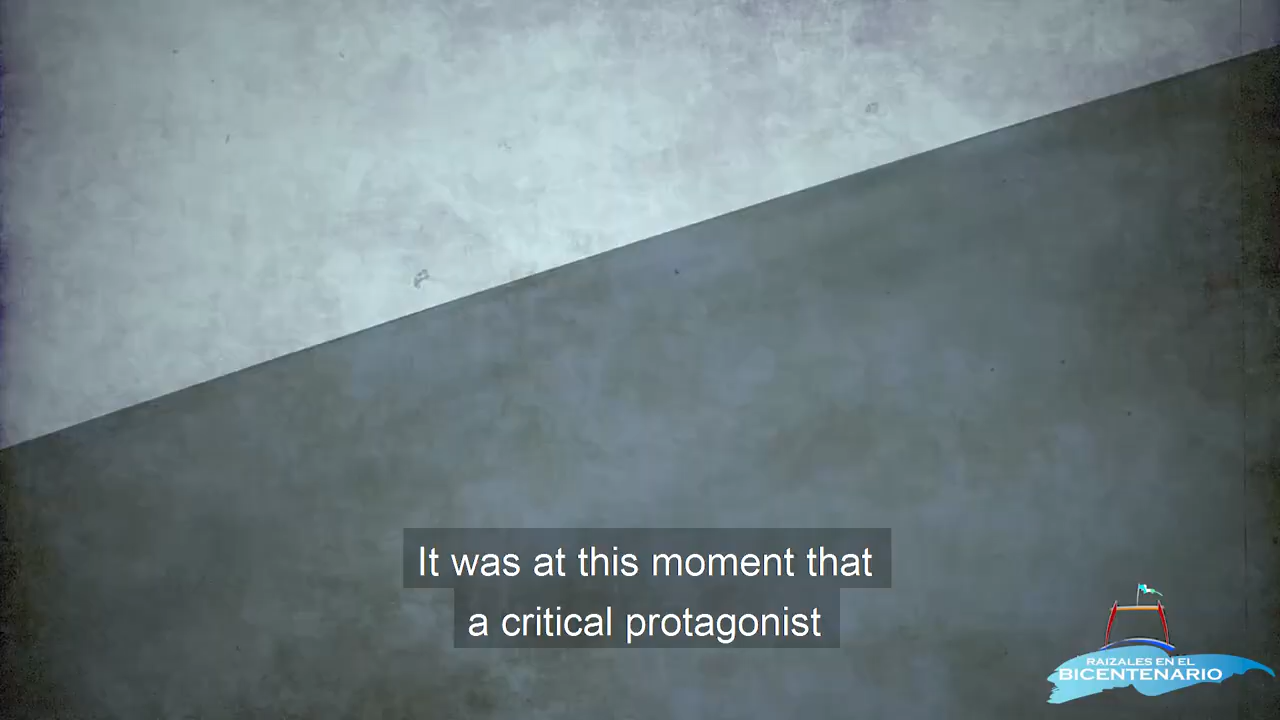 It was at this moment that
a critical protagonist
RAIZALES EN EL
BICENTENARIO